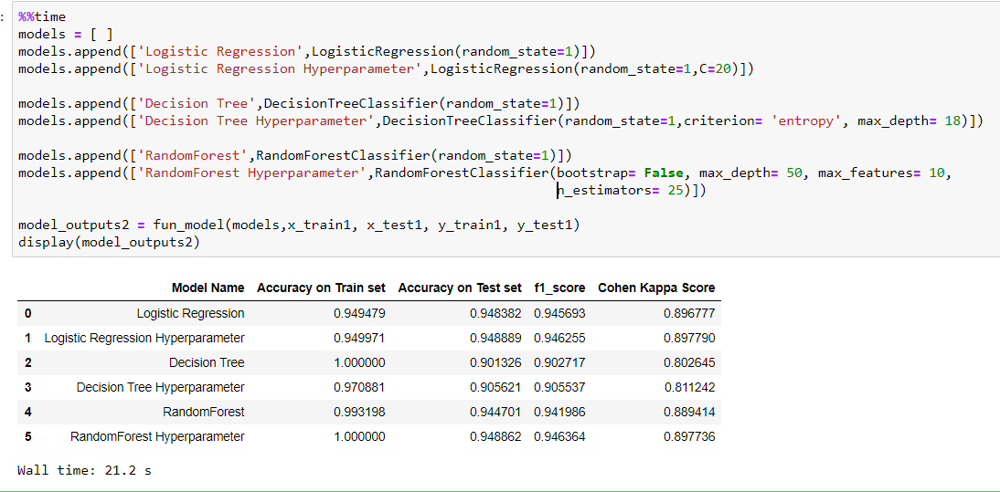 : %%time
models = [ ]
models.append(['Logistic Regression',LogisticRegression(random_state=1)])
models.append(['Logistic Regression Hyperparameter',LogisticRegression(random_state=1,C=20)])
models.append(['Decision Tree',DecisionTreeClassifier(random_state=1)])
models.append(['Decision Tree Hyperparameter',DecisionTreeClassifier(random_state=1,criterion= 'entropy', max_depth= 18)])
models.append(['RandomForest',RandomForestClassifier(random_state=1)])
models.append(['RandomForest Hyperparameter',RandomForestClassifier(bootstrap= False, max_depth= 50, max_features= 10,
n_estimators= 25)])
model_outputs2 = fun_model(models,x_train1, x_test1, y_train1, y_test1)
display(model_outputs2)
Model Name Accuracy on Train set Accuracy on Test set f1_score Cohen Kappa Score
0 Logistic Regression 0.949479 0.948382 0.945693 0.896777
1 Logistic Regression Hyperparameter 0.949971 0.948889 0.946255 0.897790
2 Decision Tree 1.000000 0.901326 0.902717 0.802645
3 Decision Tree Hyperparameter 0.970881 0.905621 0.905537 0.811242
4 RandomForest 0.993198 0.944701 0.941986 0.889414
5 RandomForest Hyperparameter 1.000000 0.948862 0.946364 0.897736
Wall time: 21.2 s